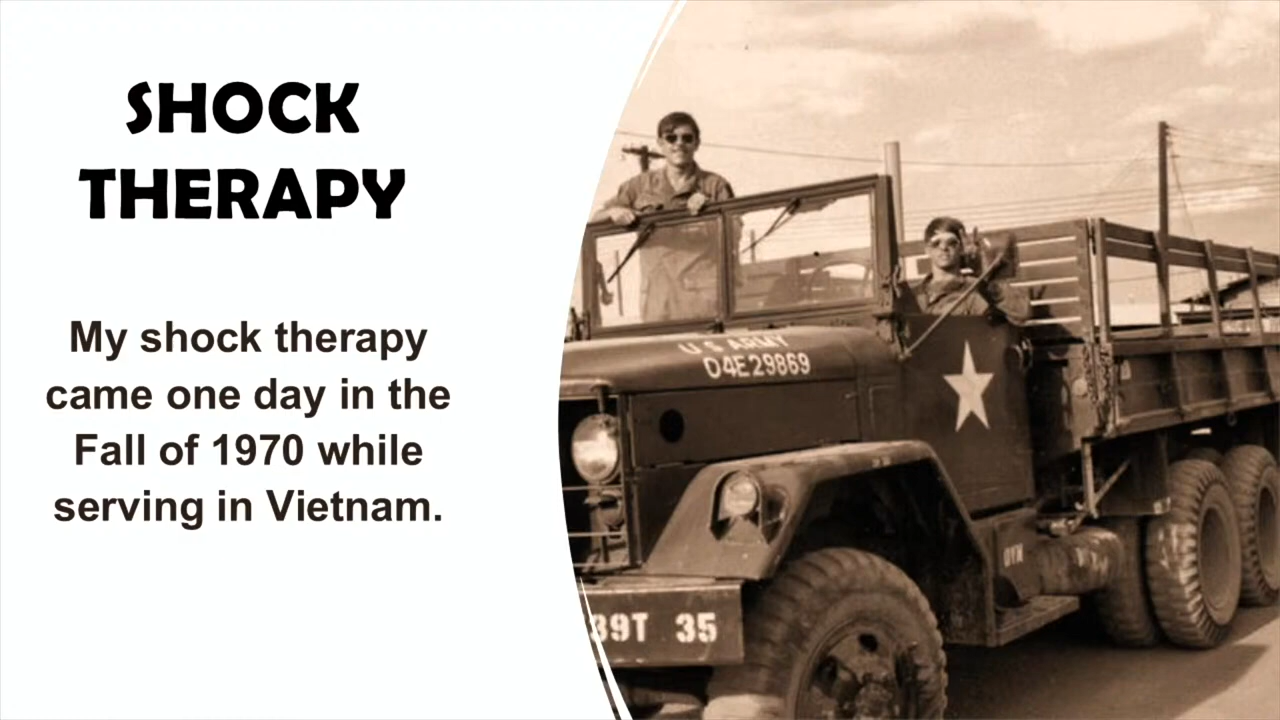 SHOCK
THERAPY
My shock therapy
came one day in the
Fall of 1970 while
serving in Vietnam.
U S ARMY
04E29869
39T 35